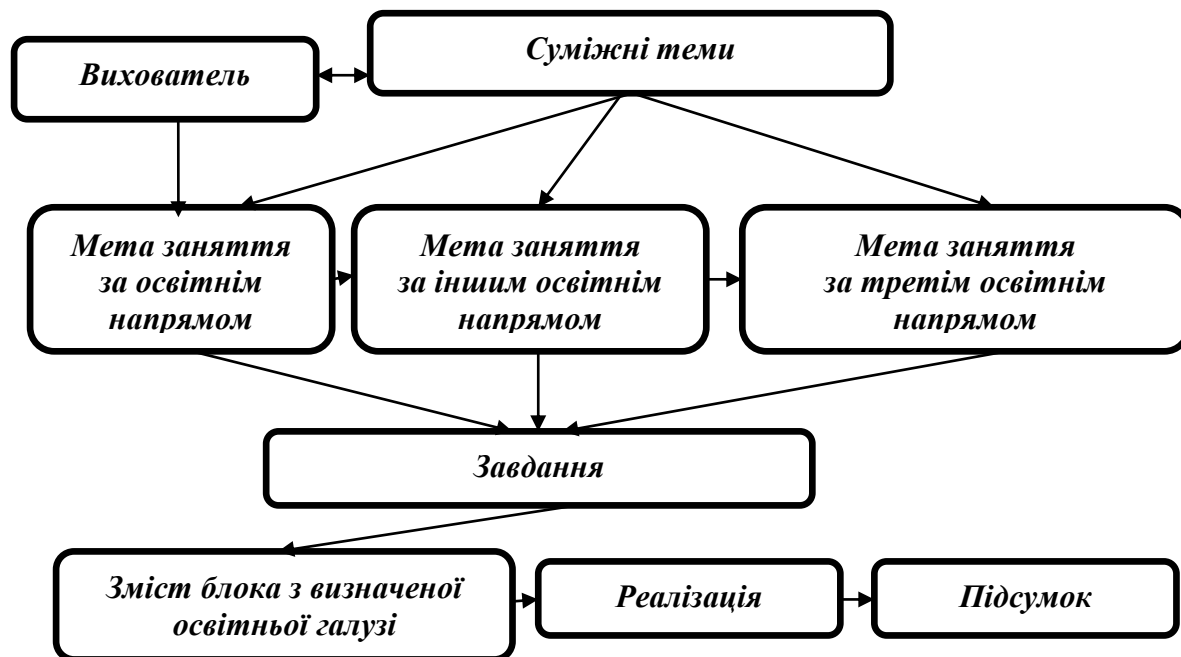 Вихователь
Суміжні теми
Мета заняття
за освітнім
напрямом
Мета заняття
за іншим освітнім
напрямом
Мета заняття
за третім освітнім
напрямом
Завдання
Зміст блока з визначеної
освітньої галузі
Реалізація
Підсумок